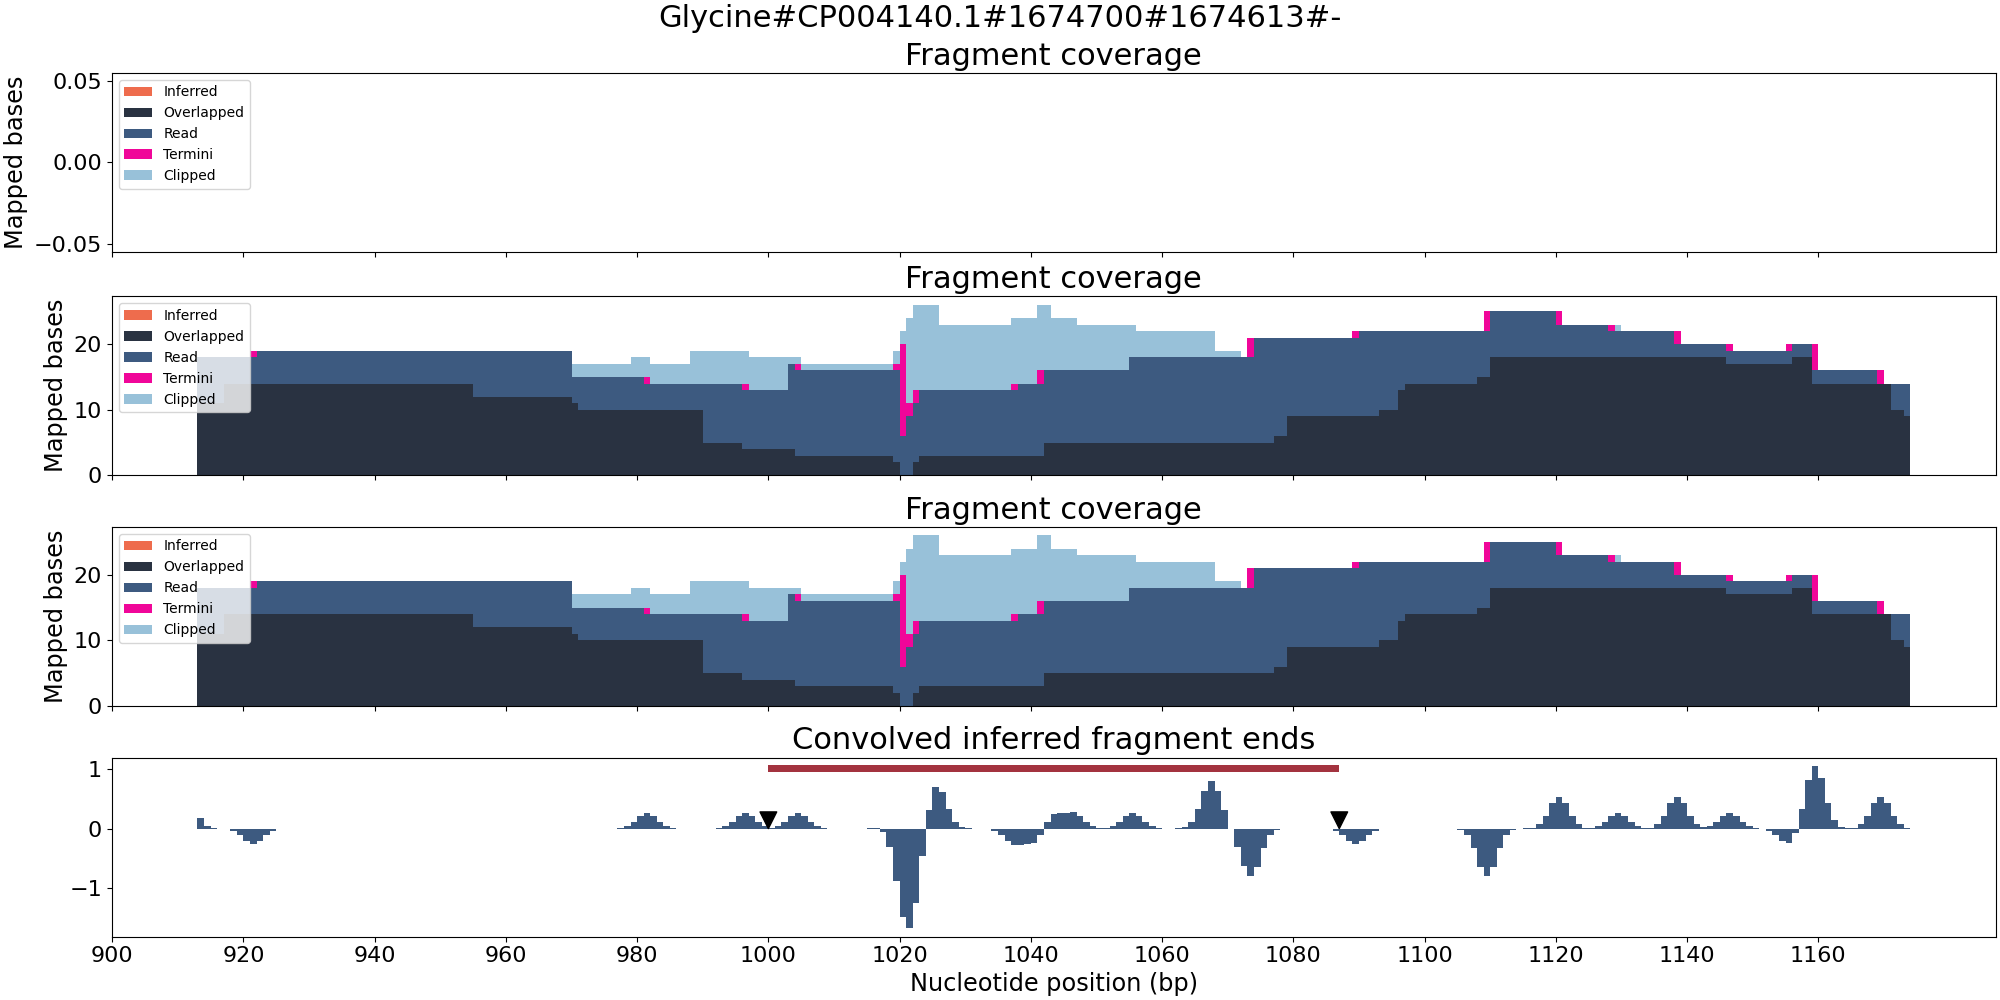 Glycine#CP004140.1#1674700#1674613#-
Fragment coverage
Mapped bases
0.05
0.00
−0.05
Inferred
Overlapped
Read
Termini
Clipped
Fragment coverage
Mapped bases
20
10
0
Inferred
Overlapped
Read
Termini
Clipped
Fragment coverage
Mapped bases
20
10
0
Inferred
Overlapped
Read
Termini
Clipped
Convolved inferred fragment ends
1
0
−1
900 920 940 960 980 1000 1020 1040 1060 1080 1100 1120 1140 1160
Nucleotide position (bp)